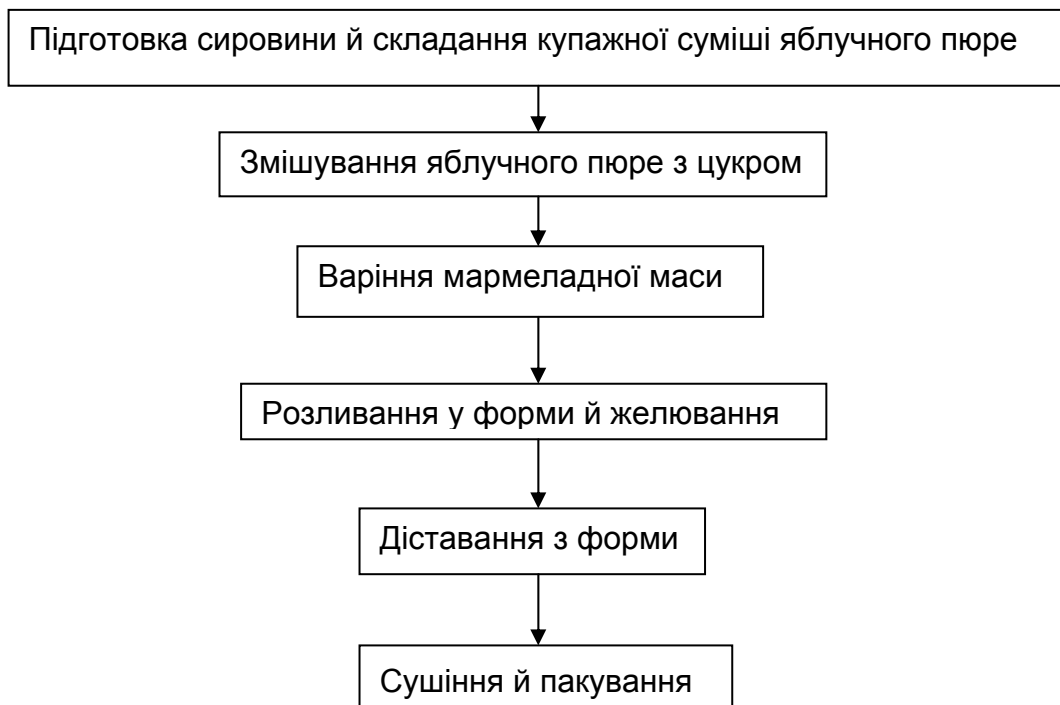 Підготовка сировини й складання купажної суміші яблучного пюре
Змішування яблучного пюре з цукром
Варіння мармеладної маси
Розливання у форми й желювання
Діставання з форми
Сушіння й пакування